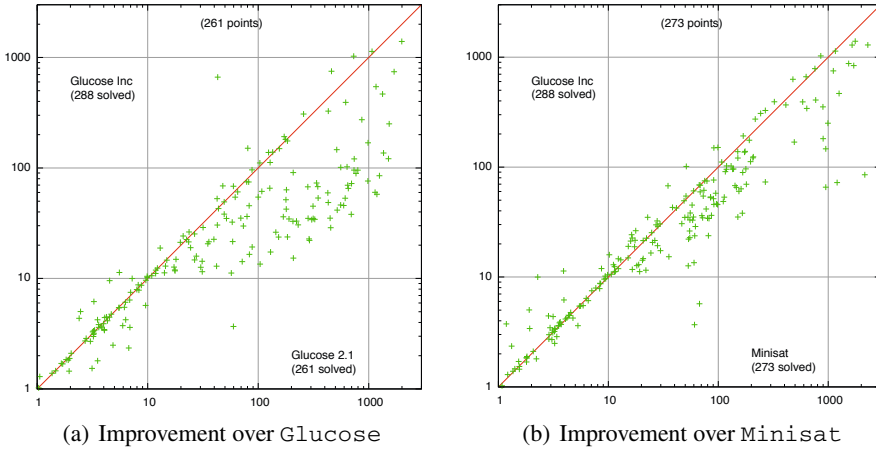 (261 points)
1000
Glucose Inc
(288 solved)
100
10
Glucose 2.1
(261 solved)
1
1 10 100 1000
(a) Improvement over Glucose
(273 points)
1000
Glucose Inc
(288 solved)
100
10
Minisat
(273 solved)
1
1 10 100 1000
(b) Improvement over Minisat